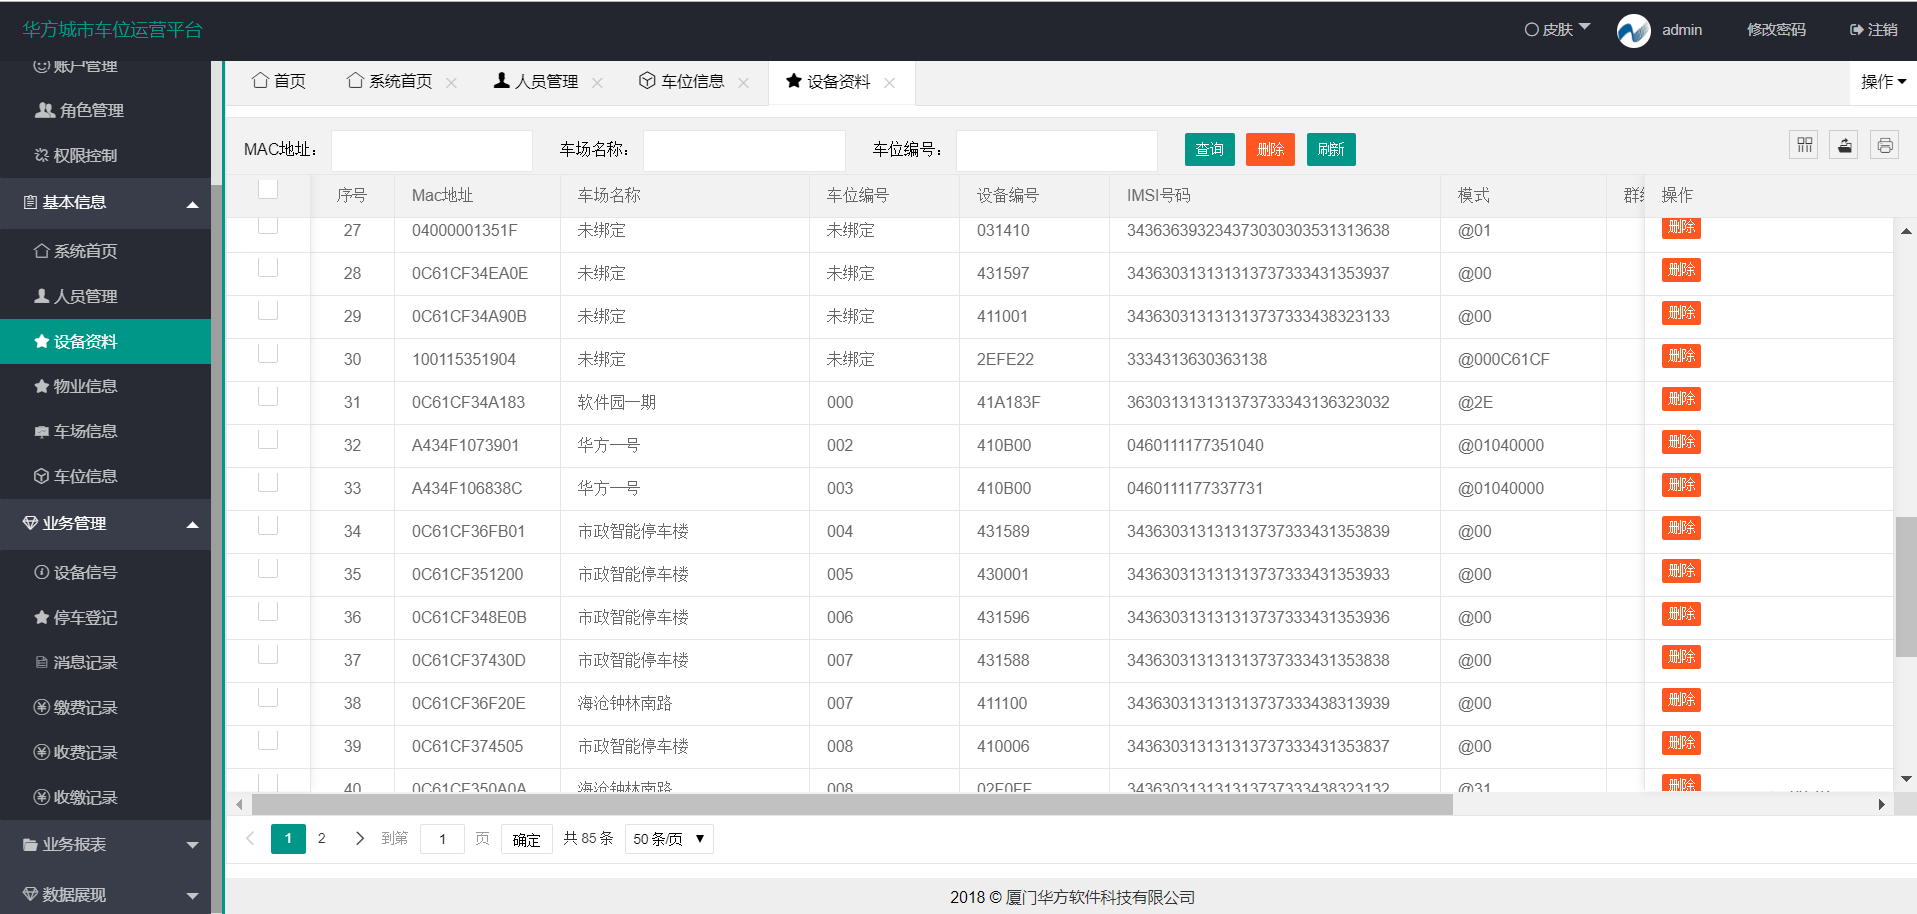 华方城市车位运营平台
皮肤 admin 修改密码 注销
账户管理
角色管理
权限控制
基本信息
系统首页
人员管理
设备资料
物业信息
车场信息
车位信息
业务管理
设备信号
停车登记
消息记录
缴费记录
收费记录
收缴记录
业务报表
数据展现
首页 系统首页 人员管理 车位信息 设备资料 操作
MAC地址: 车场名称: 车位编号: 查询 删除 刷新
序号 Mac地址 车场名称 车位编号 设备编号 IMSI号码 模式 操作
27 04000001351F 未绑定 未绑定 031410 343636393234373030303531313638 @01 删除
28 0C61CF34EA0E 未绑定 未绑定 431597 343630313131313737333431353937 @00 删除
29 0C61CF34A90B 未绑定 未绑定 411001 343630313131313737333438323133 @00 删除
30 100115351904 未绑定 未绑定 2EFE22 3334313630363138 @000C61CF 删除
31 0C61CF34A183 软件园一期 000 41A183F 363031313131373733343136323032 @2E 删除
32 A434F1073901 华方一号 002 410B00 0460111177351040 @01040000 删除
33 A434F106838C 华方一号 003 410B00 0460111177337731 @01040000 删除
34 0C61CF36FB01 市政智能停车楼 004 431589 343630313131313737333431353839 @00 删除
35 0C61CF351200 市政智能停车楼 005 430001 343630313131313737333431353933 @00 删除
36 0C61CF348E0B 市政智能停车楼 006 431596 343630313131313737333431353936 @00 删除
37 0C61CF37430D 市政智能停车楼 007 431588 343630313131313737333431353838 @00 删除
38 0C61CF36F20E 海沧钟林南路 007 411100 343630313131313737333438313939 @00 删除
39 0C61CF374505 市政智能停车楼 008 410006 343630313131313737333431353837 @00 删除
40 0C61CF350A0A 海沧钟林南路 008 02F0FF 343630313131313737333438323132 @31 删除
1 2 到第 1 页 确定 共 85 条 50 条/页
2018 © 厦门华方软件科技有限公司